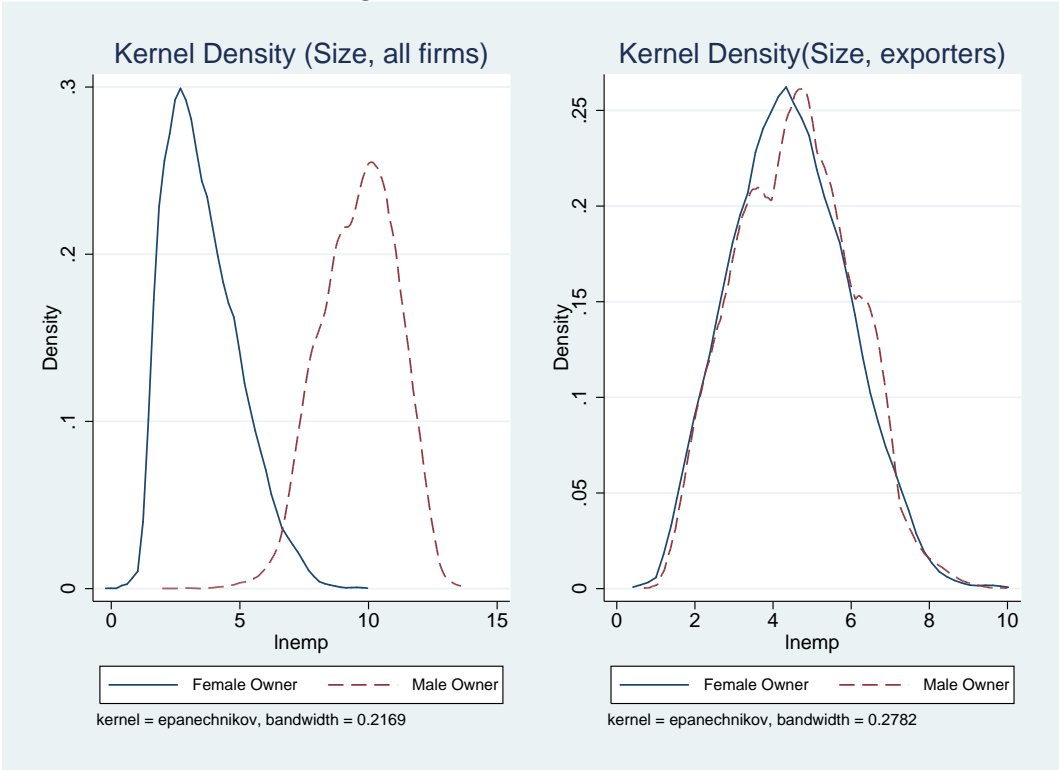 Kernel Density (Size, all firms)
Density
0
.1
.2
.3
0
5
10
15
lnemp
Female Owner
Male Owner
kernel = epanechnikov, bandwidth = 0.2169
Kernel Density(Size, exporters)
Density
0
.05
.1
.15
.2
.25
0
2
4
6
8
10
lnemp
Female Owner
Male Owner
kernel = epanechnikov, bandwidth = 0.2782